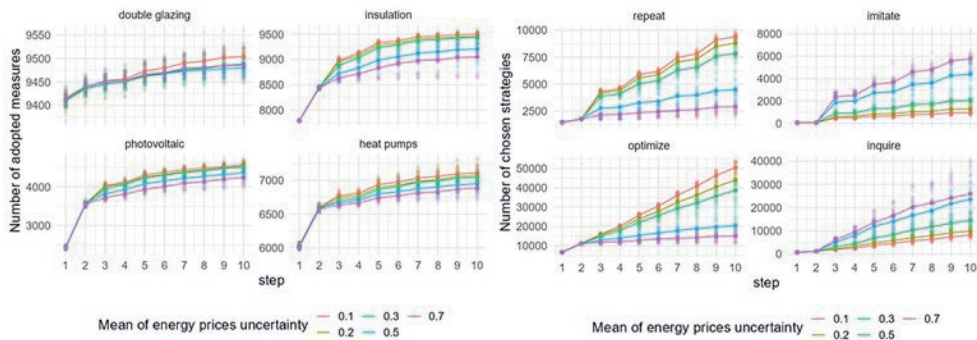 double glazing
insulation
9550
9500
9450
9400
9500
9000
8500
8000
photovoltaic
heat pumps
4000
3000
7000
6500
6000
1 2 3 4 5 6 7 8 9 10
1 2 3 4 5 6 7 8 9 10
Number of adopted measures
step
Mean of energy prices uncertainty
0.1 0.3 0.7
0.2 0.5
repeat
imitate
10000
7500
5000
2500
8000
6000
4000
2000
0
optimize
inquire
50000
40000
30000
20000
10000
40000
30000
20000
10000
0
1 2 3 4 5 6 7 8 9 10
1 2 3 4 5 6 7 8 9 10
Number of chosen strategies
step
Mean of energy prices uncertainty
0.1 0.3 0.7
0.2 0.5